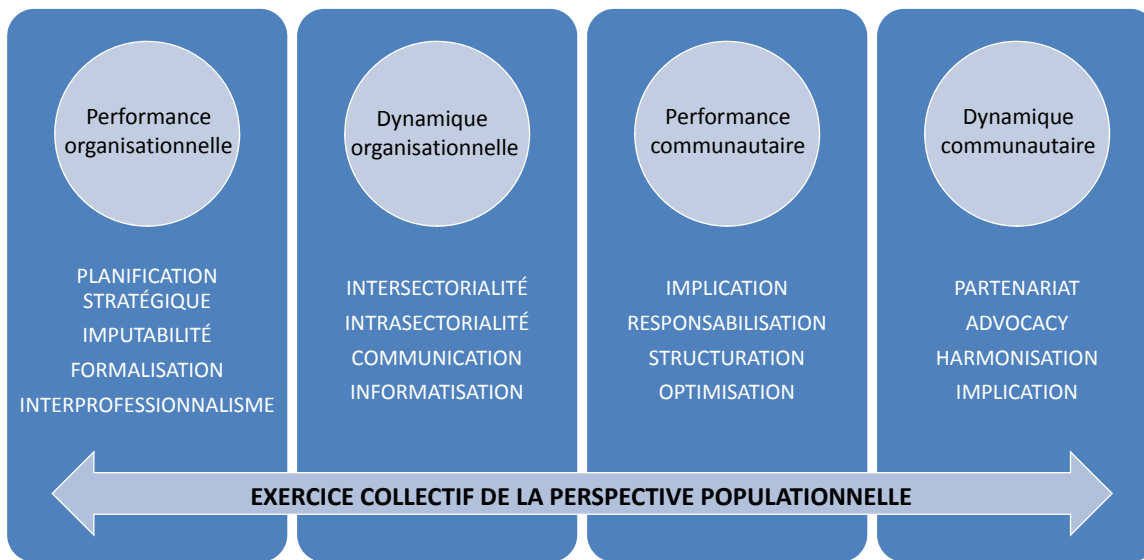 Performance
organisationnelle
PLANIFICATION
STRATÉGIQUE
IMPUTABILITÉ
FORMALISATION
INTERPROFESSIONNALISME
Dynamique
organisationnelle
INTERSECTORIALITÉ
INTRASECTORIALITÉ
COMMUNICATION
INFORMATISATION
Performance
communautaire
IMPLICATION
RESPONSABILISATION
STRUCTURATION
OPTIMISATION
Dynamique
communautaire
PARTENARIAT
ADVOCACY
HARMONISATION
IMPLICATION
EXERCICE COLLECTIF DE LA PERSPECTIVE POPULATIONNELLE